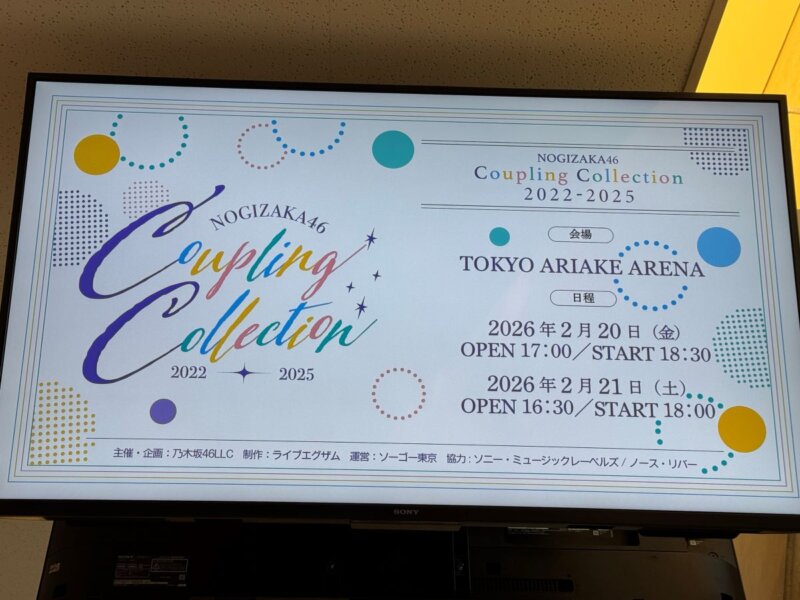 NOGIZAKA46
Coupling
Collection
2022 2025
NOGIZAKA46
Coupling Collection
2022-2025
会場
TOKYO ARIAKE ARENA
日程
2026年2月20日（金）
OPEN 17:00／START 18:30
2026年2月21日（土）
OPEN 16:30／START 18:00
主催・企画：乃木坂46LLC 制作：ライブエグザム 運営：ソーゴー東京 協力：ソニー・ミュージックレーベルズ / ノース・リバー
SONY